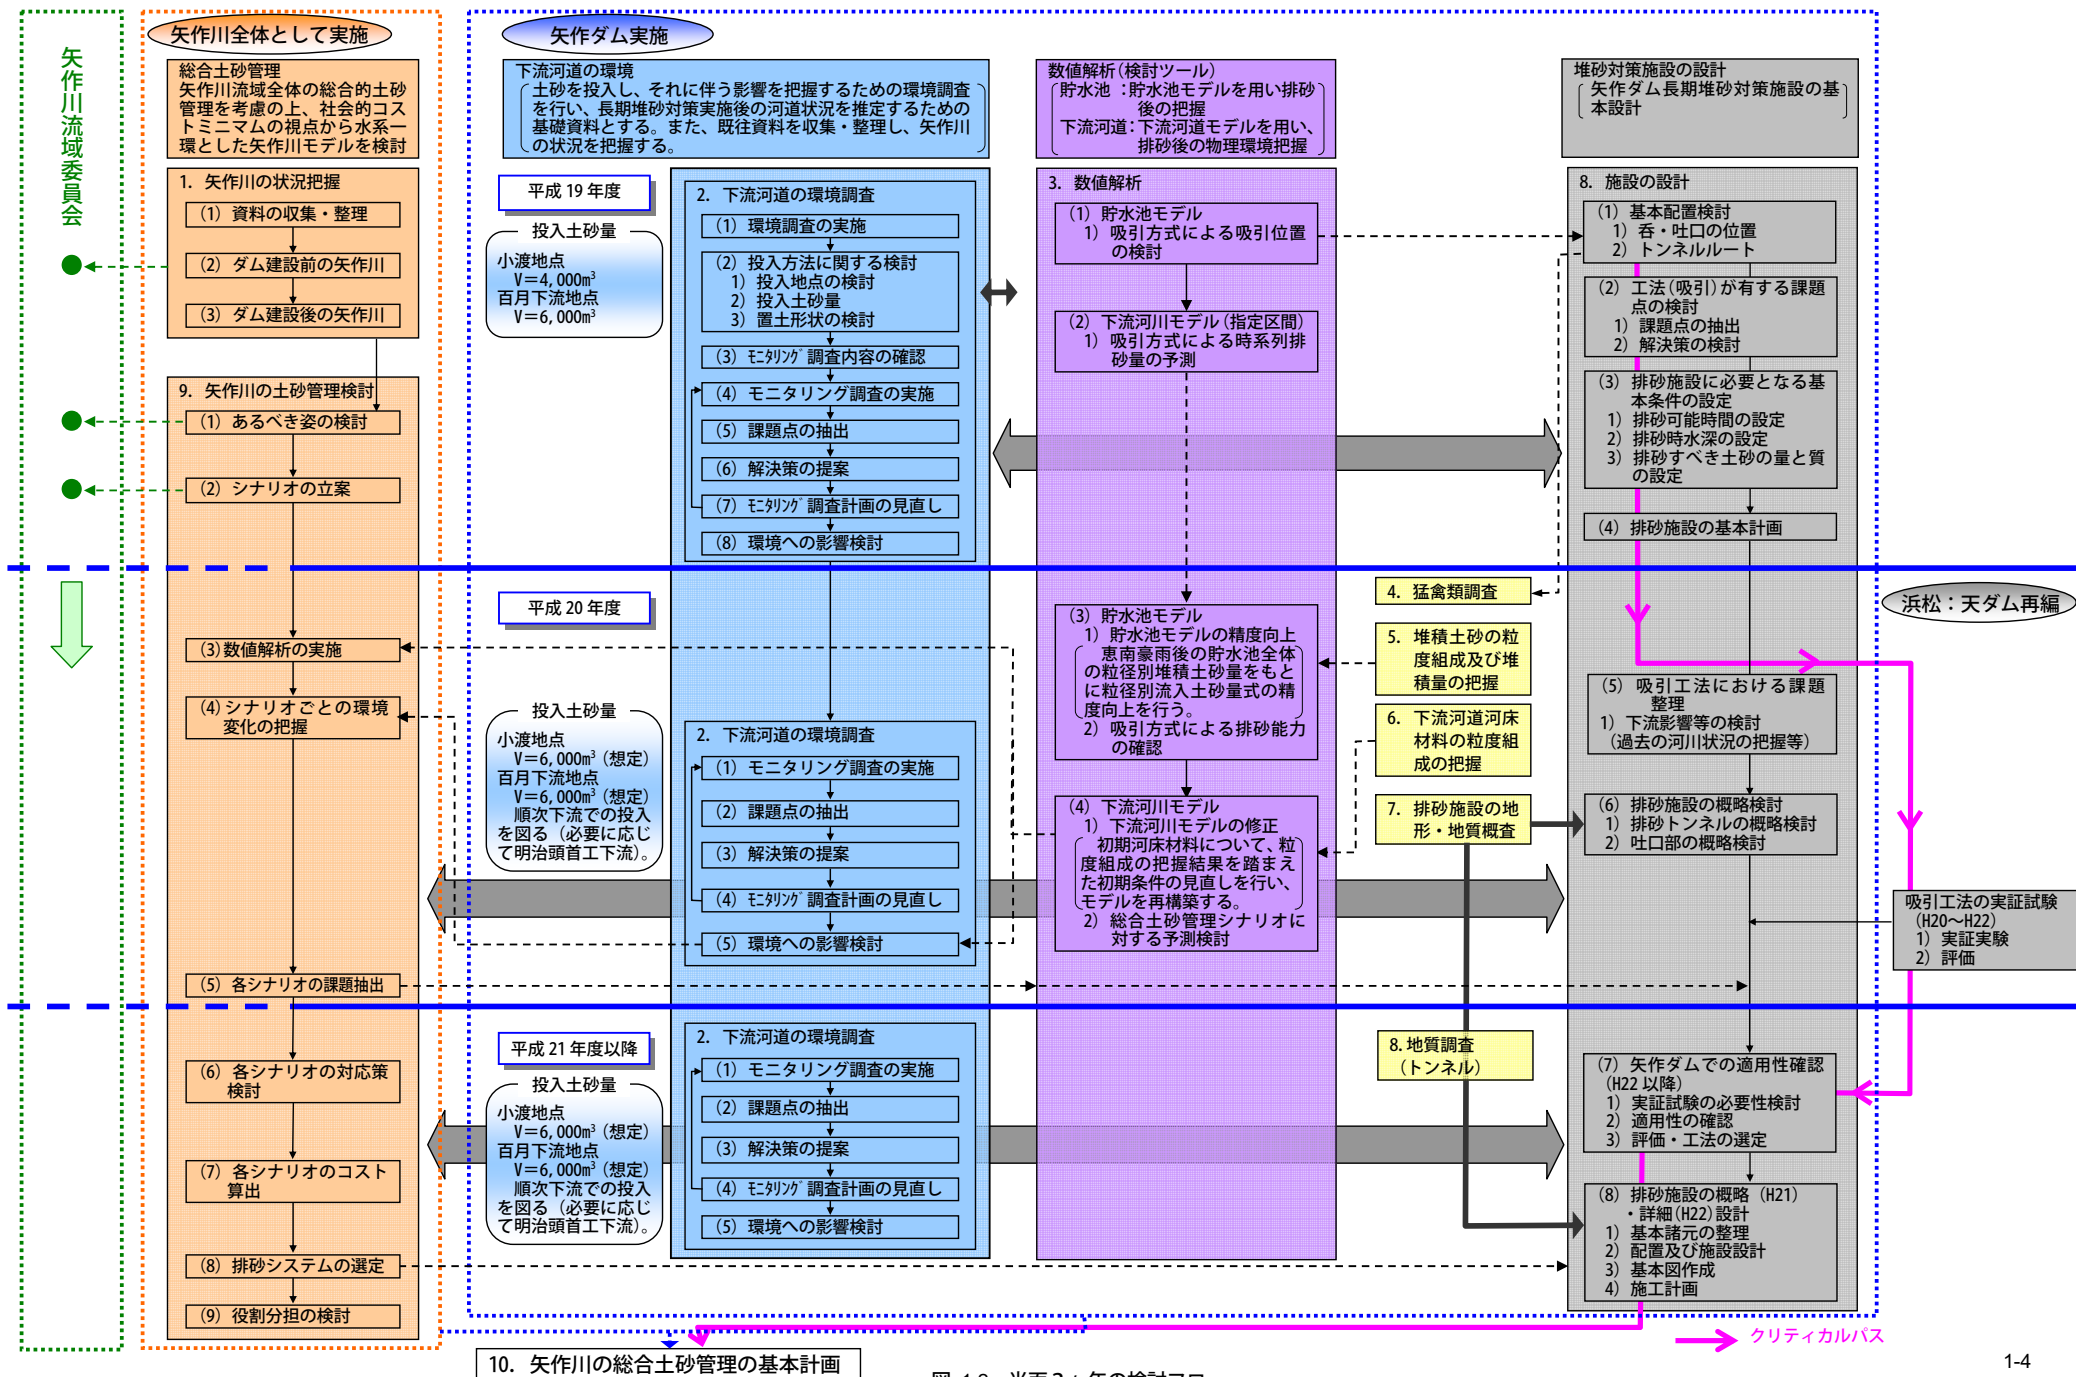 矢作川流域委員会
矢作川全体として実施
総合土砂管理
矢作川流域全体の総合的土砂
管理を考慮の上、社会的コス
トミニマムの視点から水系一
環とした矢作川モデルを検討
1. 矢作川の状況把握
(1) 資料の収集・整理
(2) ダム建設前の矢作川
(3) ダム建設後の矢作川
9. 矢作川の土砂管理検討
(1) あるべき姿の検討
(2) シナリオの立案
(3)数値解析の実施
(4)シナリオごとの環境
変化の把握
(5) 各シナリオの課題抽出
(6) 各シナリオの対応策
検討
(7) 各シナリオのコスト
算出
(8) 排砂システムの選定
(9) 役割分担の検討
矢作ダム実施
下流河道の環境
土砂を投入し、それに伴う影響を把握するための環境調査
を行い、長期堆砂対策実施後の河道状況を推定するための
基礎資料とする。また、既往資料を収集・整理し、矢作川
の状況を把握する。
平成 19 年度
投入土砂量
小渡地点
V=4,000m³
百月下流地点
V=6,000m³
2. 下流河道の環境調査
(1) 環境調査の実施
(2) 投入方法に関する検討
1) 投入地点の検討
2) 投入土砂量
3) 置土形状の検討
(3) ﾓﾆﾀﾘﾝｸﾞ調査内容の確認
(4) モニタリング調査の実施
(5) 課題点の抽出
(6) 解決策の提案
(7) ﾓﾆﾀﾘﾝｸﾞ調査計画の見直し
(8) 環境への影響検討
平成 20 年度
投入土砂量
小渡地点
V=6,000m³(想定)
百月下流地点
V=6,000m³(想定)
順次下流での投入
を図る(必要に応じ
て明治頭首工下流)。
2. 下流河道の環境調査
(1) モニタリング調査の実施
(2) 課題点の抽出
(3) 解決策の提案
(4) ﾓﾆﾀﾘﾝｸﾞ調査計画の見直し
(5) 環境への影響検討
平成 21 年度以降
投入土砂量
小渡地点
V=6,000m³(想定)
百月下流地点
V=6,000m³(想定)
順次下流での投入
を図る(必要に応じ
て明治頭首工下流)。
2. 下流河道の環境調査
(1) モニタリング調査の実施
(2) 課題点の抽出
(3) 解決策の提案
(4) ﾓﾆﾀﾘﾝｸﾞ調査計画の見直し
(5) 環境への影響検討
数値解析(検討ツール)
貯水池 :貯水池モデルを用い排砂
後の把握
下流河道:下流河道モデルを用い、
排砂後の物理環境把握
3. 数値解析
(1) 貯水池モデル
1) 吸引方式による吸引位置
の検討
(2) 下流河川モデル(指定区間)
1) 吸引方式による時系列排
砂量の予測
(3) 貯水池モデル
1) 貯水池モデルの精度向上
恵南豪雨後の貯水池全体
の粒径別堆積土砂量をもと
に粒径別流入土砂量式の精
度向上を行う。
2) 吸引方式による排砂能力
の確認
(4) 下流河川モデル
1) 下流河川モデルの修正
初期河床材料について、粒
度組成の把握結果を踏まえ
た初期条件の見直しを行い、
モデルを再構築する。
2) 総合土砂管理シナリオに
対する予測検討
4. 猛禽類調査
5. 堆積土砂の粒
度組成及び堆
積量の把握
6. 下流河道河床
材料の粒度組
成の把握
7. 排砂施設の地
形・地質概査
8. 地質調査
(トンネル)
堆砂対策施設の設計
矢作ダム長期堆砂対策施設の基
本設計
8. 施設の設計
(1) 基本配置検討
1) 呑・吐口の位置
2) トンネルルート
(2) 工法(吸引)が有する課題
点の検討
1) 課題点の抽出
2) 解決策の検討
(3) 排砂施設に必要となる基
本条件の設定
1) 排砂可能時間の設定
2) 排砂時水深の設定
3) 排砂すべき土砂の量と質
の設定
(4) 排砂施設の基本計画
(5) 吸引工法における課題
整理
1) 下流影響等の検討
(過去の河川状況の把握等)
(6) 排砂施設の概略検討
1) 排砂トンネルの概略検討
2) 吐口部の概略検討
(7) 矢作ダムでの適用性確認
(H22 以降)
1) 実証試験の必要性検討
2) 適用性の確認
3) 評価・工法の選定
(8) 排砂施設の概略(H21)
・詳細(H22)設計
1) 基本諸元の整理
2) 配置及び施設設計
3) 基本図作成
4) 施工計画
浜松:天ダム再編
吸引工法の実証試験
(H20～H22)
1) 実証実験
2) 評価
クリティカルパス
10. 矢作川の総合土砂管理の基本計画
1-4